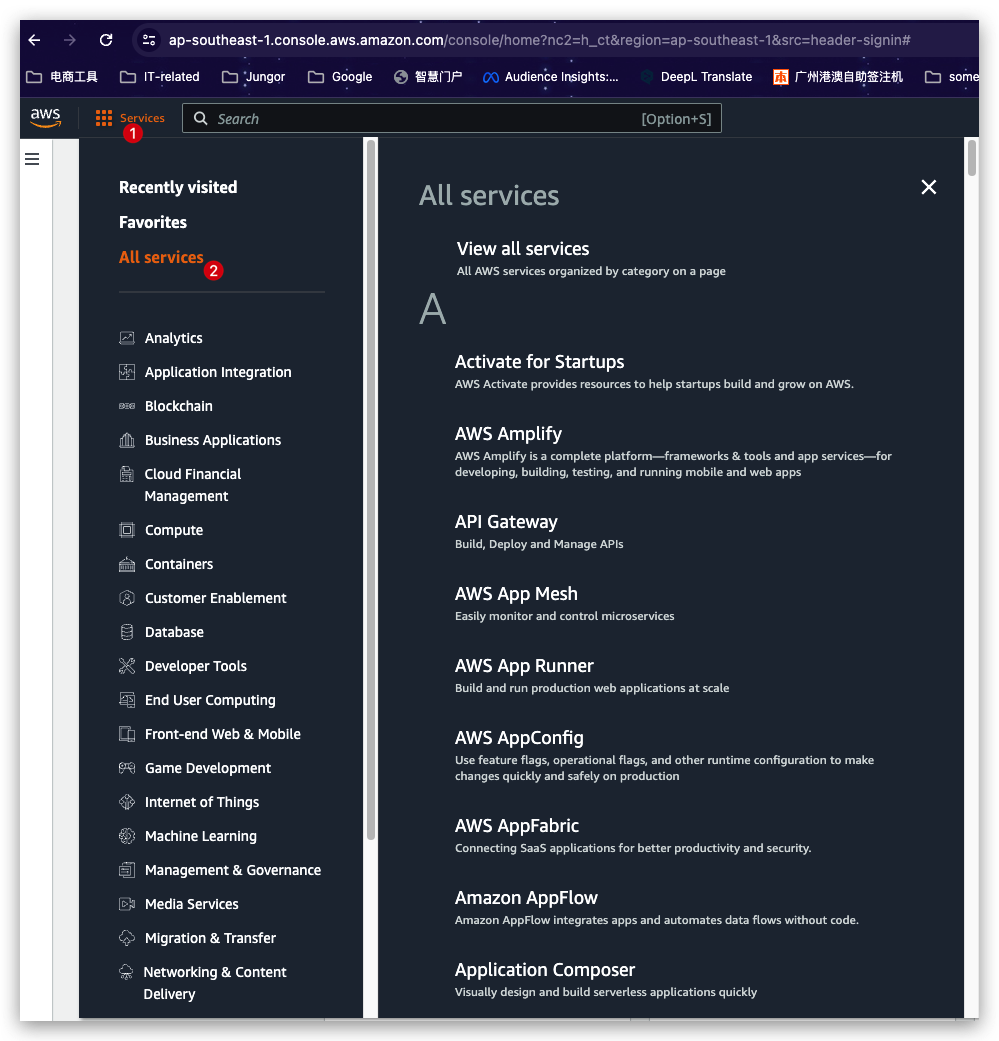 ap-southeast-1.console.aws.amazon.com/console/home?nc2=h_ct&region=ap-southeast-1&src=header-signin#
电商工具 IT-related Jungor Google 智慧门户 Audience Insights:... DeepL Translate 本 广州港澳自助签注机 some
aws Services Search [Option+S]
1
Recently visited
Favorites
All services
2
Analytics
Application Integration
Blockchain
Business Applications
Cloud Financial
Management
Compute
Containers
Customer Enablement
Database
Developer Tools
End User Computing
Front-end Web & Mobile
Game Development
Internet of Things
Machine Learning
Management & Governance
Media Services
Migration & Transfer
Networking & Content
Delivery
All services
View all services
All AWS services organized by category on a page
A
Activate for Startups
AWS Activate provides resources to help startups build and grow on AWS.
AWS Amplify
AWS Amplify is a complete platform—frameworks & tools and app services—for
developing, building, testing, and running mobile and web apps
API Gateway
Build, Deploy and Manage APIs
AWS App Mesh
Easily monitor and control microservices
AWS App Runner
Build and run production web applications at scale
AWS AppConfig
Use feature flags, operational flags, and other runtime configuration to make
changes quickly and safely on production
AWS AppFabric
Connecting SaaS applications for better productivity and security.
Amazon AppFlow
Amazon AppFlow integrates apps and automates data flows without code.
Application Composer
Visually design and build serverless applications quickly